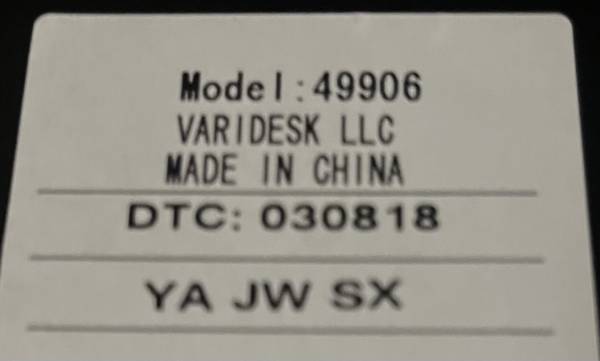 Model:49906
VARIDESK LLC
MADE IN CHINA
DTC: 030818
YA JW SX